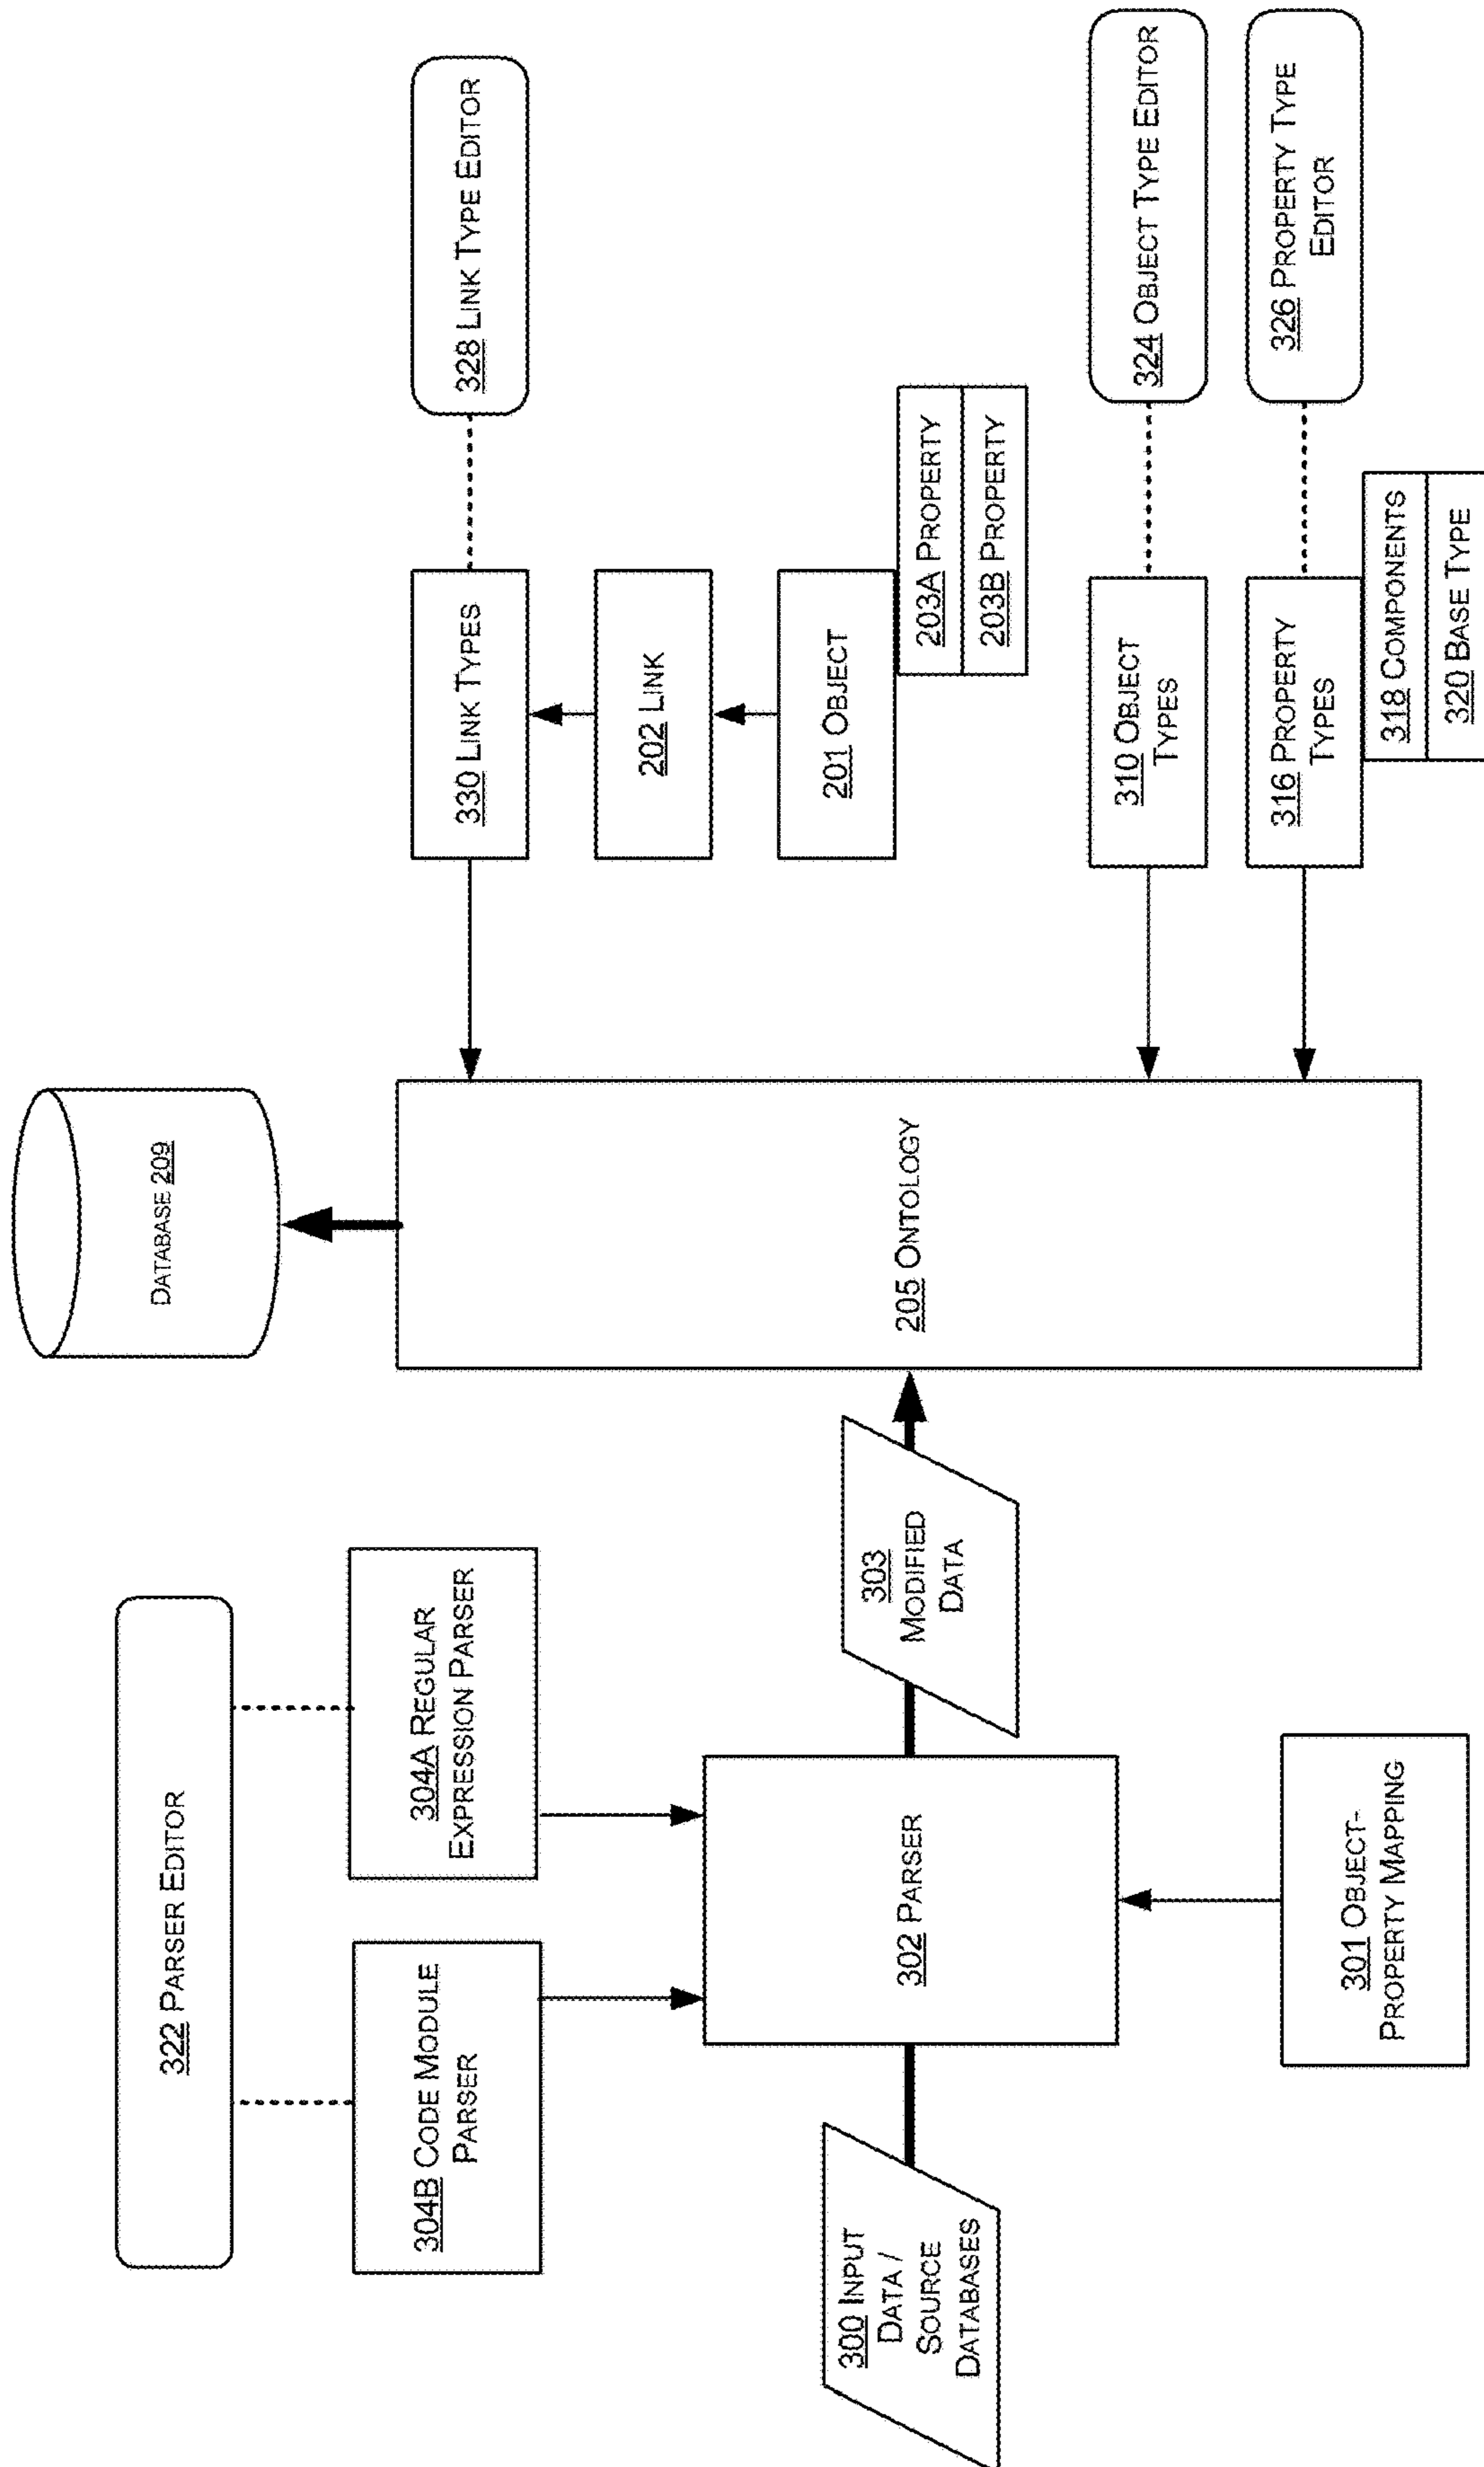 322 PARSER EDITOR
304B CODE MODULE
PARSER
304A REGULAR
EXPRESSION PARSER
300 INPUT
DATA /
SOURCE
DATABASES
302 PARSER
303
MODIFIED
DATA
301 OBJECT-
PROPERTY MAPPING
DATABASE 209
205 ONTOLOGY
330 LINK TYPES
328 LINK TYPE EDITOR
202 LINK
201 OBJECT
203A PROPERTY
203B PROPERTY
310 OBJECT
TYPES
324 OBJECT TYPE EDITOR
316 PROPERTY
TYPES
326 PROPERTY TYPE
EDITOR
318 COMPONENTS
320 BASE TYPE